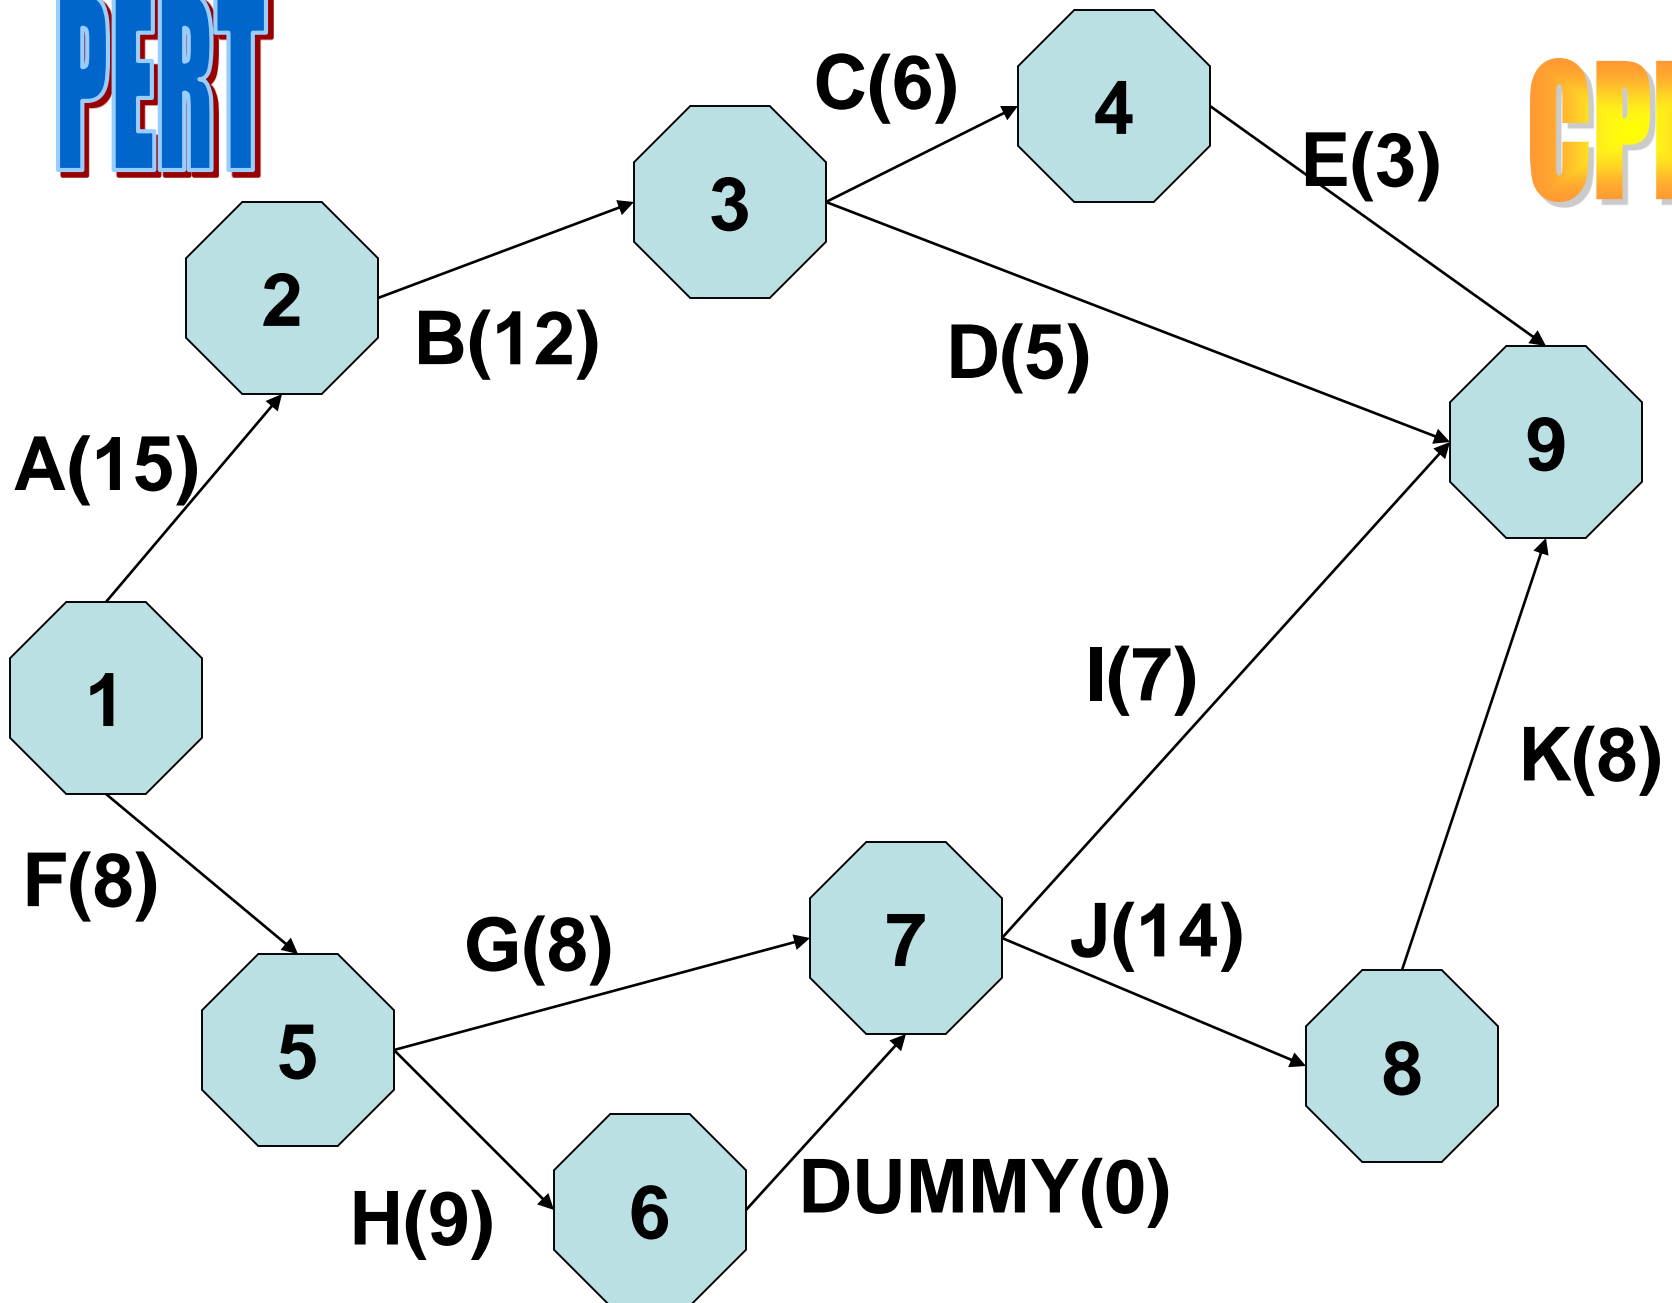 PERT
C(6)
4
E(3)
3
2
B(12)
D(5)
9
A(15)
I(7)
1
K(8)
F(8)
G(8)
7
J(14)
5
8
H(9)
6
DUMMY(0)